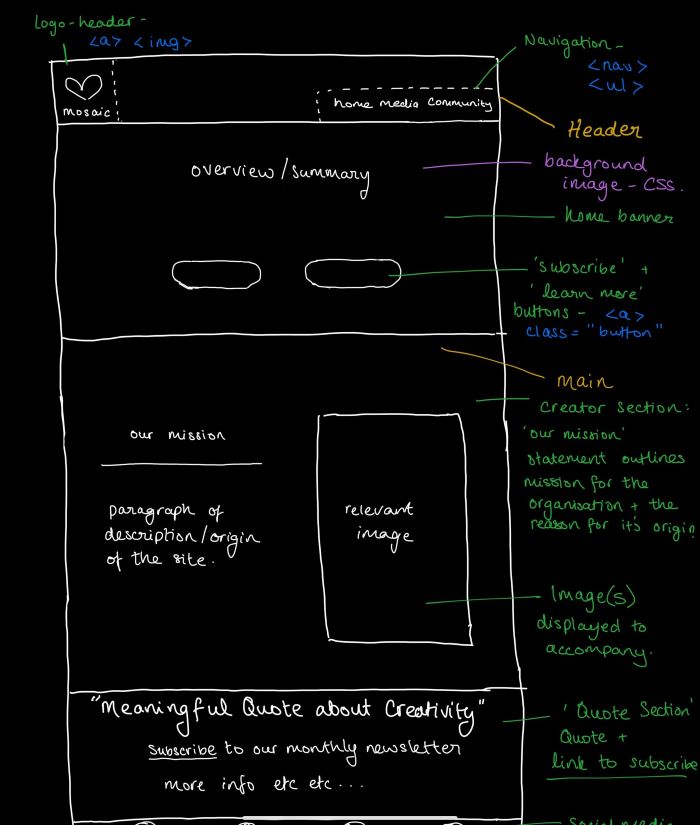 Logo-header-
<a> <img>
Navigation-
<nav>
<ul>
mosaic
home media community
Header
overview/summary
background
image - CSS.
home banner
'subscribe' +
'learn more'
buttons - <a>
class = "button"
main
creator section:
our mission
'our mission'
statement outlines
mission for the
organisation + the
reason for it's origin
paragraph of
description/origin
of the site.
relevant
image
Image(s)
displayed to
accompany.
"Meaningful Quote about Creativity"
subscribe to our monthly newsletter
more info etc etc...
'Quote Section'
Quote +
link to subscribe
Social media